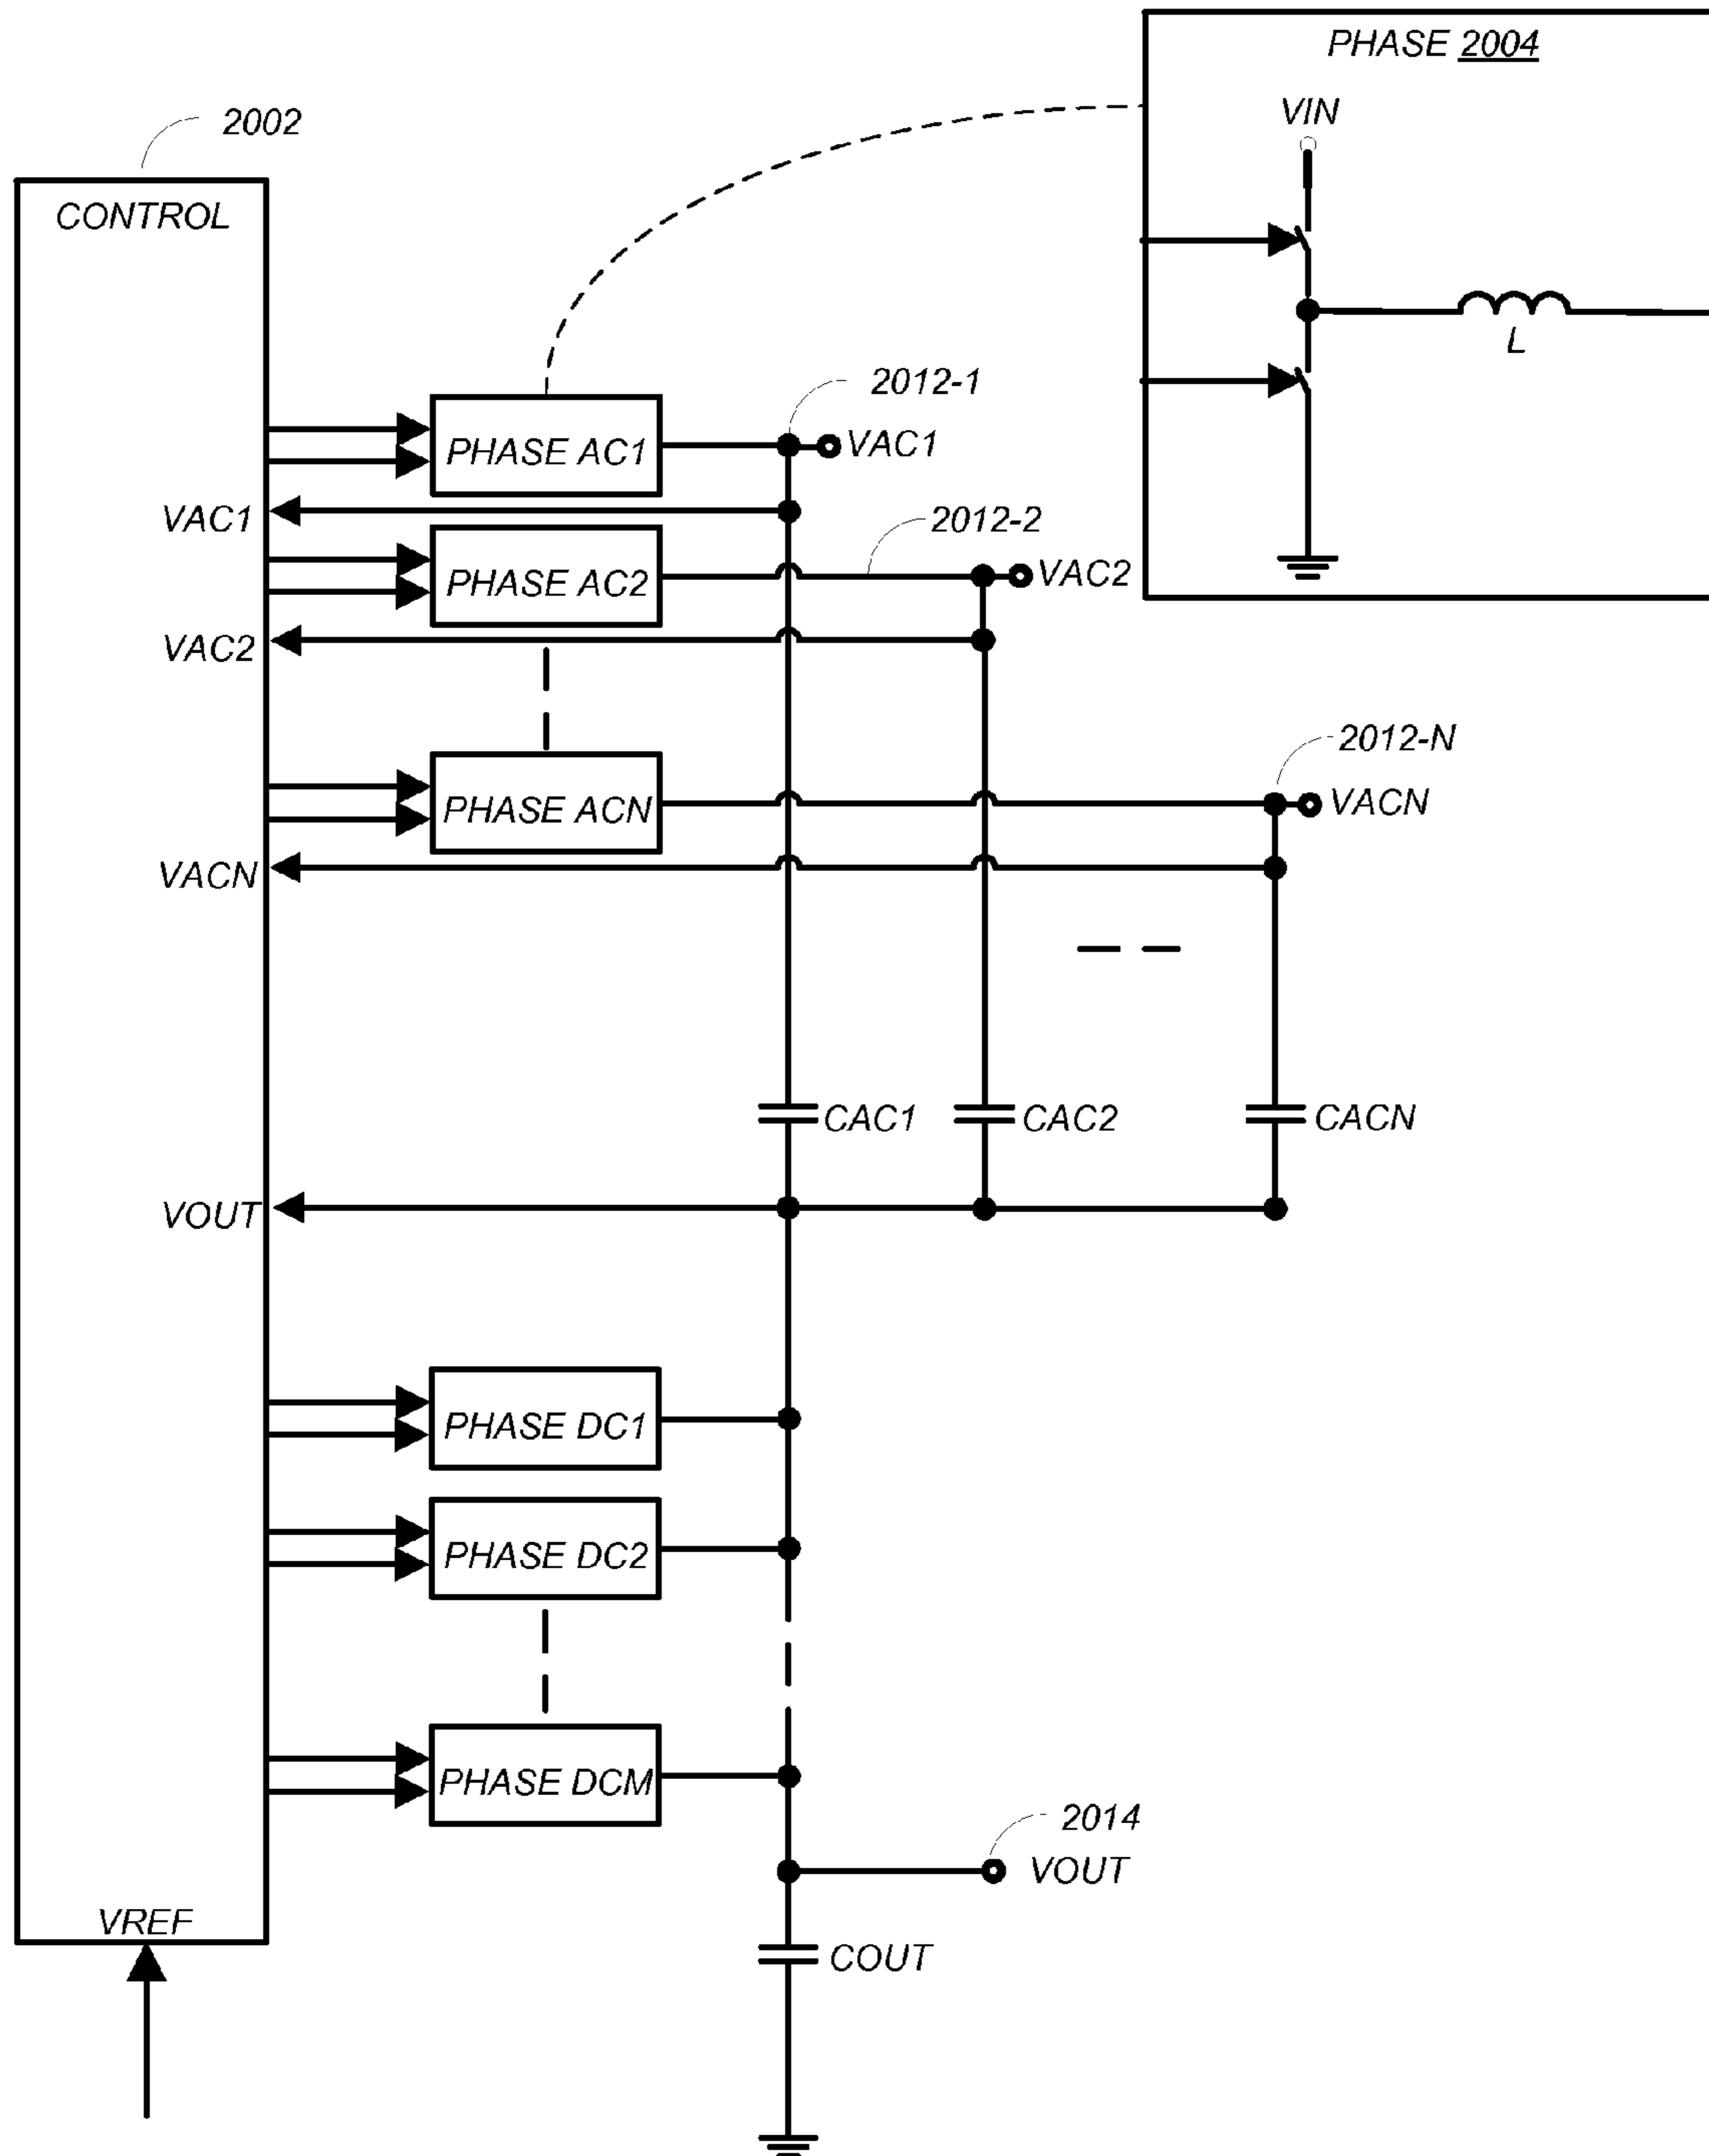 PHASE 2004
VIN
L
2002
CONTROL
2012-1
PHASE AC1
VAC1
VAC1
2012-2
PHASE AC2
VAC2
VAC2
2012-N
PHASE ACN
VACN
VACN
CAC1
CAC2
CACN
VOUT
PHASE DC1
PHASE DC2
PHASE DCM
2014
VOUT
VREF
COUT